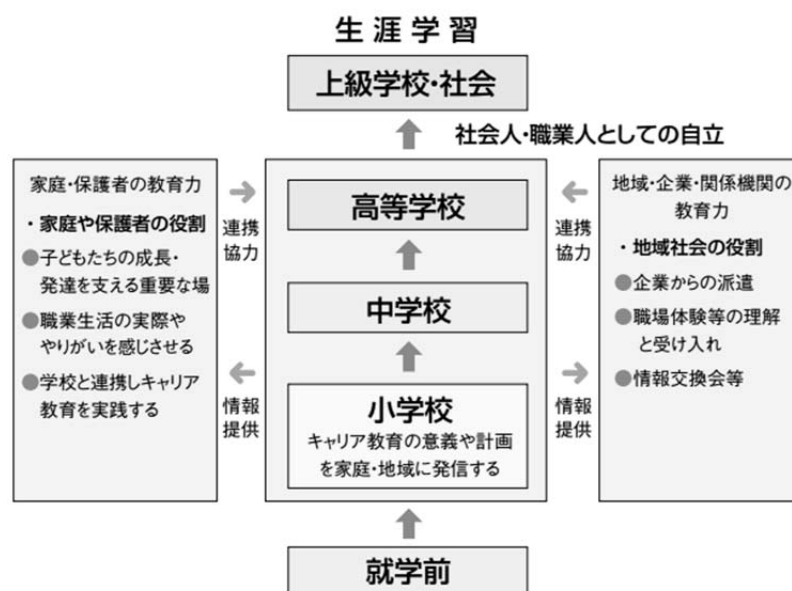 生涯学習
上級学校・社会
社会人・職業人としての自立
家庭・保護者の教育力
・家庭や保護者の役割
●子どもたちの成長・
発達を支える重要な場
●職業生活の実際や
やりがいを感じさせる
●学校と連携しキャリア
教育を実践する
連携
協力
情報
提供
高等学校
中学校
小学校
キャリア教育の意義や計画
を家庭・地域に発信する
連携
協力
情報
提供
地域・企業・関係機関の
教育力
・地域社会の役割
●企業からの派遣
●職場体験等の理解
と受け入れ
●情報交換会等
就学前